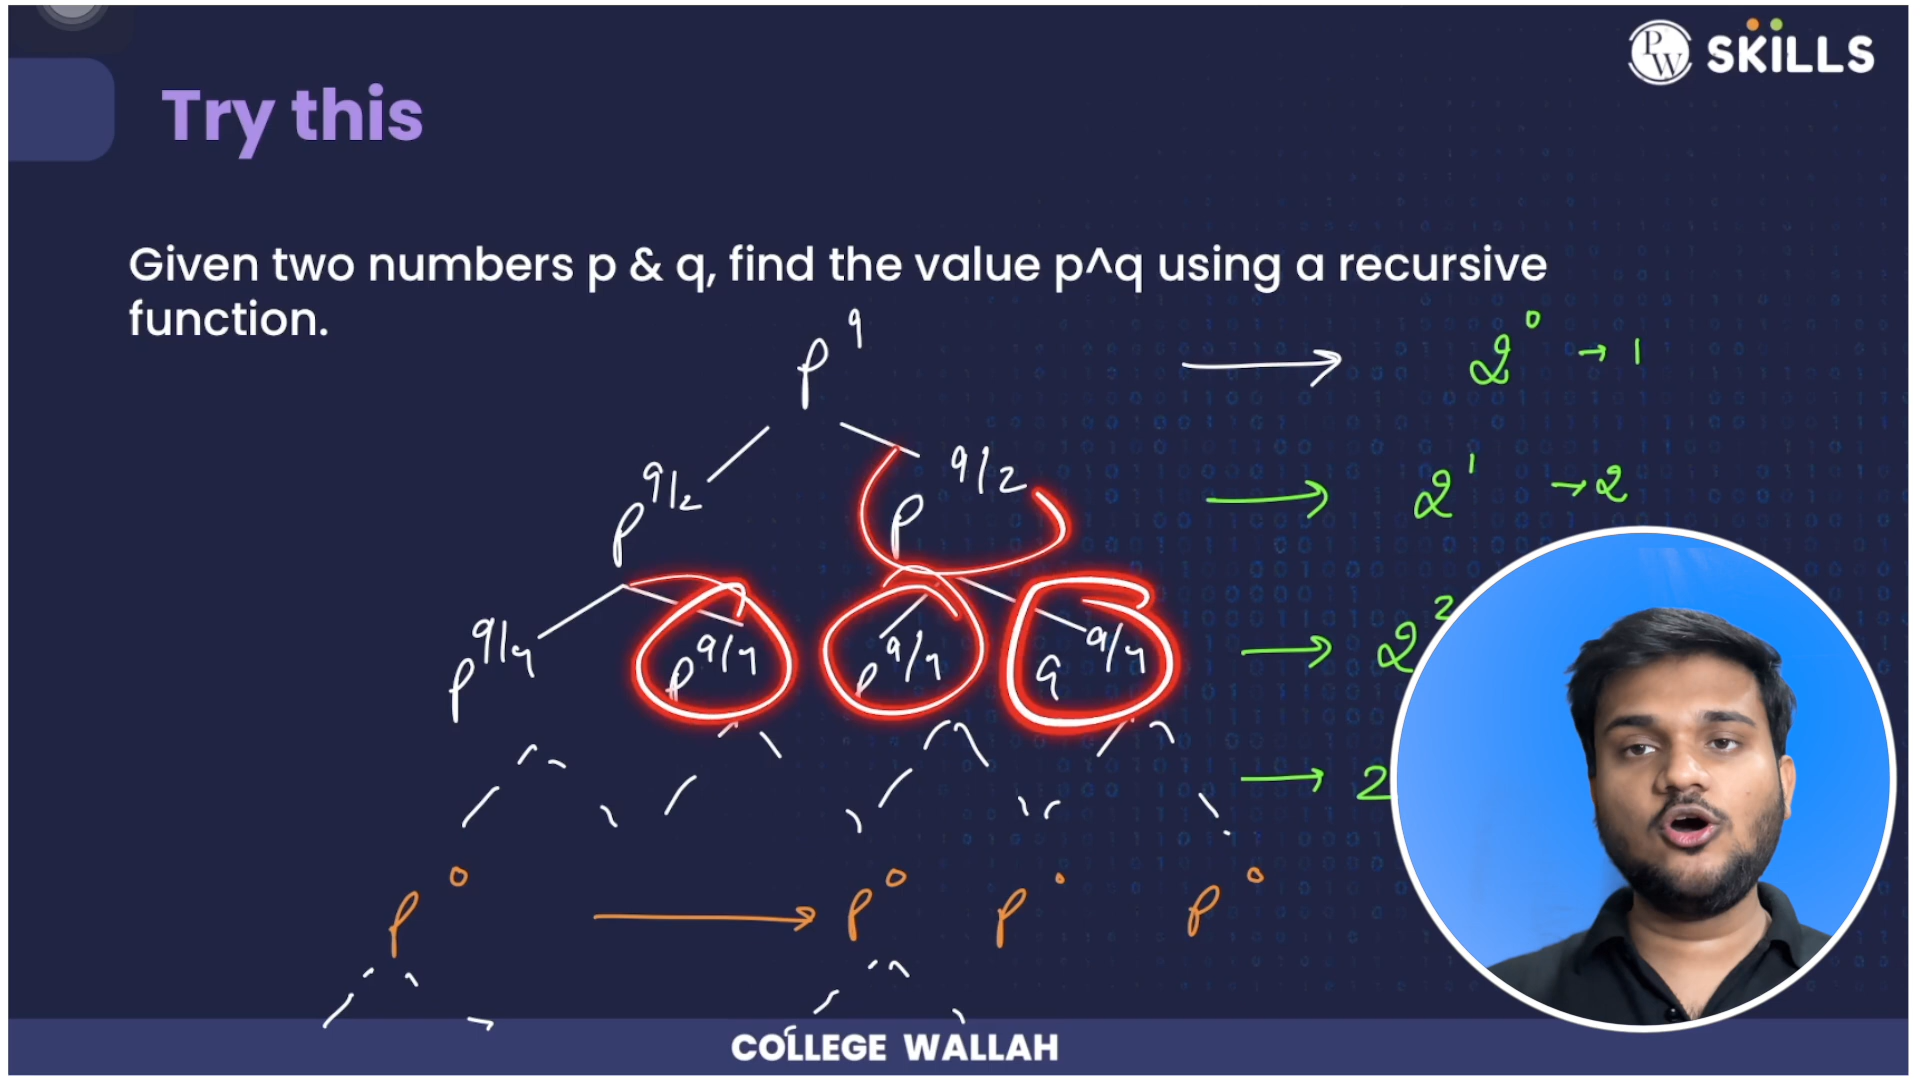 PW SKILLS
Try this
Given two numbers p & q, find the value p^q using a recursive
function.
p^q → 2^0 → 1
p^q/2 p^q/2 → 2^1 → 2
p^q/4 p^q/4 p^q/4 q^q/4 → 2^2
→ 2
p^0 → p^0 p^0 p^0
COLLEGE WALLAH